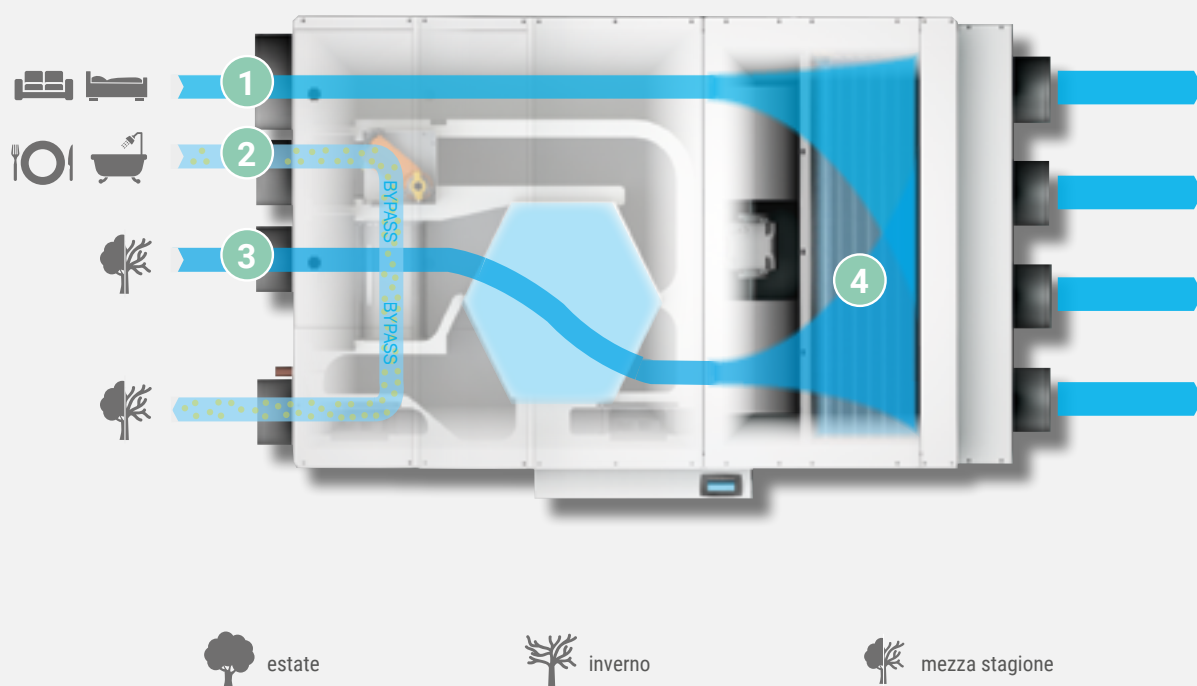 1
2
BYPASS
3
4
BYPASS
estate
inverno
mezza stagione